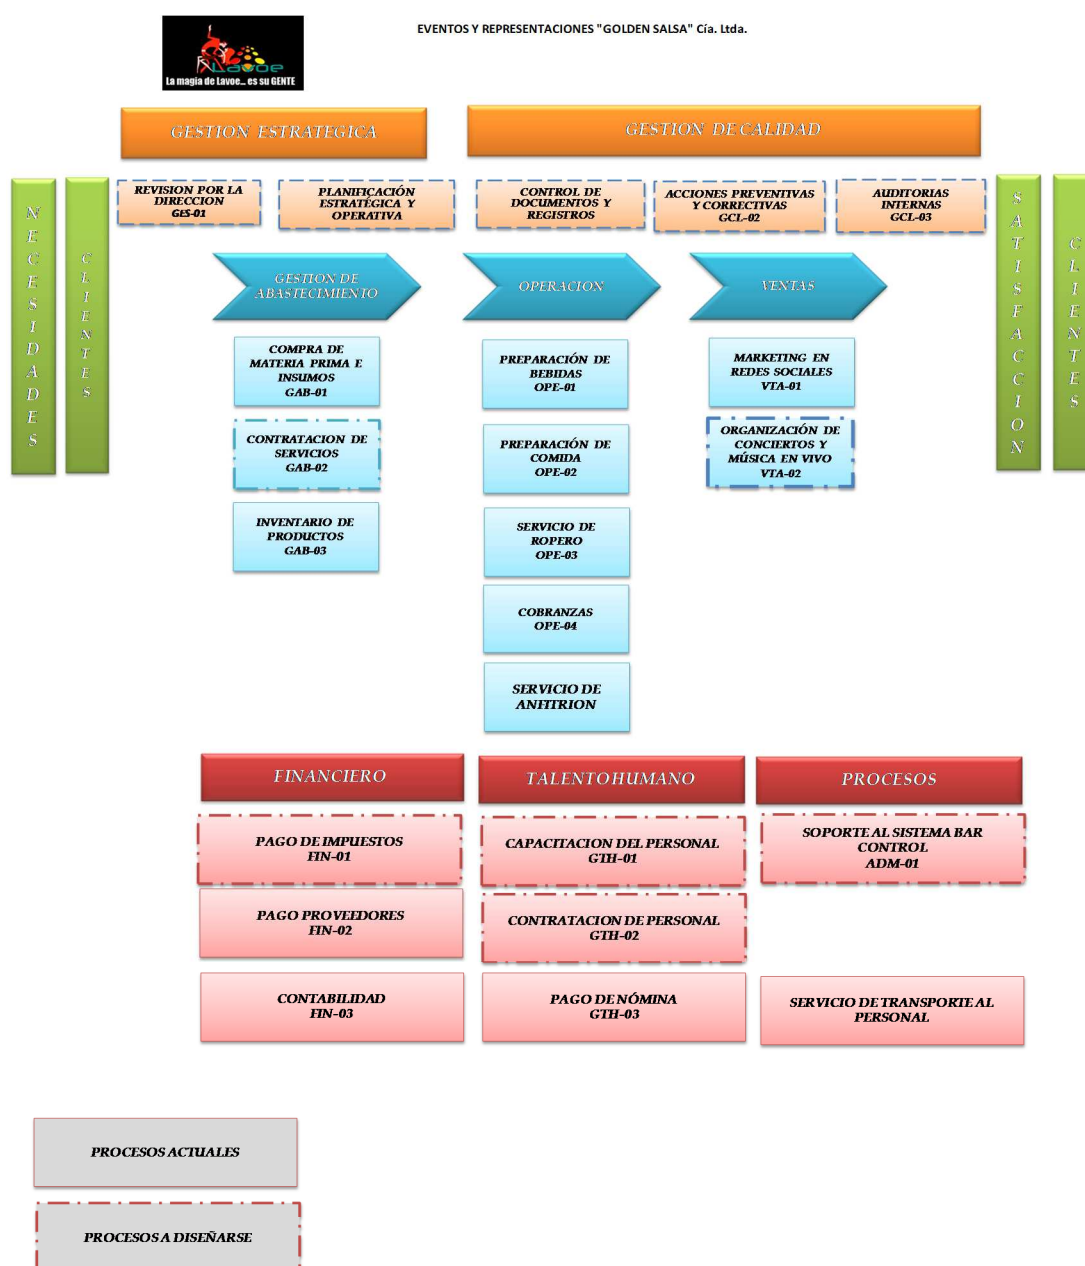 EVENTOS Y REPRESENTACIONES "GOLDEN SALSA" Cía. Ltda.
Lavoe
La magia de Lavoe... es su GENTE
GESTION ESTRATEGICA
GESTION DE CALIDAD
NECESIDADES
CLIENTES
REVISION POR LA
DIRECCION
GES-01
PLANIFICACIÓN
ESTRATÉGICA Y
OPERATIVA
CONTROL DE
DOCUMENTOS Y
REGISTROS
ACCIONES PREVENTIVAS
Y CORRECTIVAS
GCL-02
AUDITORIAS
INTERNAS
GCL-03
SATISFACCION
CLIENTES
GESTION DE
ABASTECIMIENTO
OPERACION
VENTAS
COMPRA DE
MATERIA PRIMA E
INSUMOS
GAB-01
CONTRATACION DE
SERVICIOS
GAB-02
INVENTARIO DE
PRODUCTOS
GAB-03
PREPARACIÓN DE
BEBIDAS
OPE-01
PREPARACIÓN DE
COMIDA
OPE-02
SERVICIO DE
ROPERO
OPE-03
COBRANZAS
OPE-04
SERVICIO DE
ANFITRION
MARKETING EN
REDES SOCIALES
VTA-01
ORGANIZACIÓN DE
CONCIERTOS Y
MÚSICA EN VIVO
VTA-02
FINANCIERO
TALENTO HUMANO
PROCESOS
PAGO DE IMPUESTOS
FIN-01
PAGO PROVEEDORES
FIN-02
CONTABILIDAD
FIN-03
CAPACITACION DEL PERSONAL
GTH-01
CONTRATACION DE PERSONAL
GTH-02
PAGO DE NÓMINA
GTH-03
SOPORTE AL SISTEMA BAR
CONTROL
ADM-01
SERVICIO DE TRANSPORTE AL
PERSONAL
PROCESOS ACTUALES
PROCESOS A DISEÑARSE